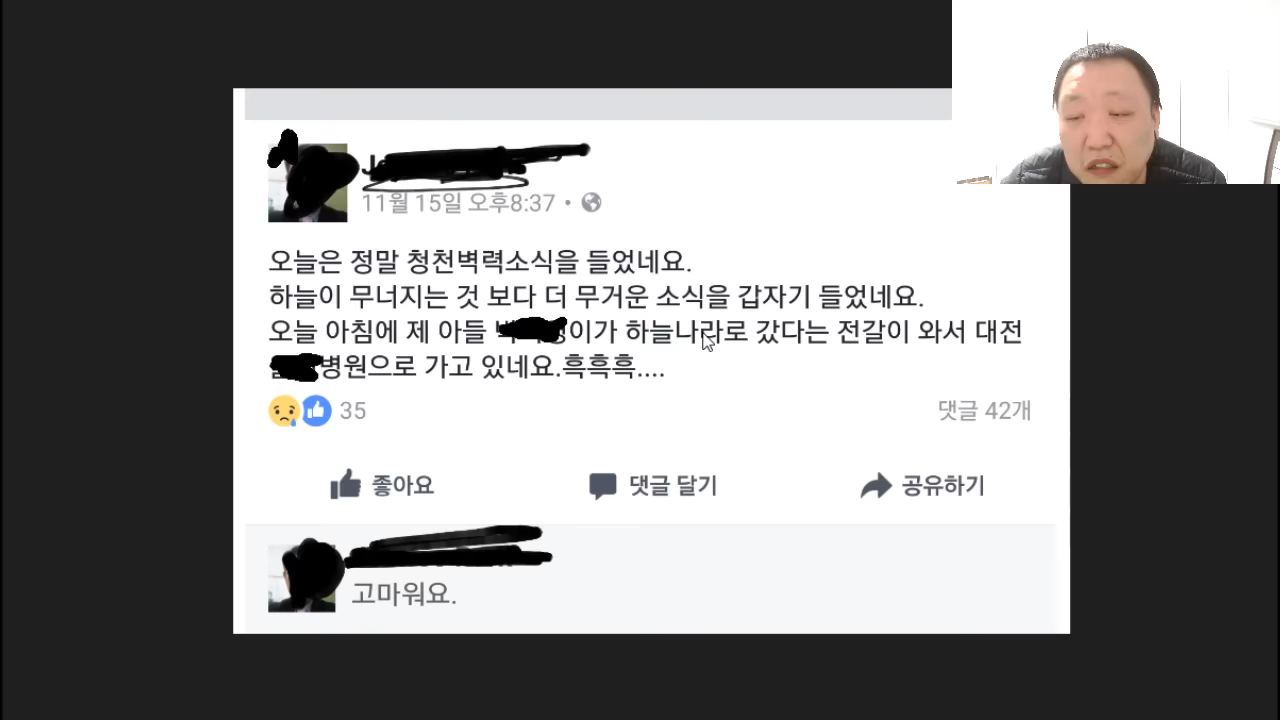 11월 15일 오후8:37
오늘은 정말 청천벽력소식을 들었네요.
하늘이 무너지는 것 보다 더 무거운 소식을 갑자기 들었네요.
오늘 아침에 제 아들 이가 하늘나라로 갔다는 전갈이 와서 대전
병원으로 가고 있네요.흑흑흑....
35
댓글 42개
좋아요
댓글 달기
공유하기
고마워요.